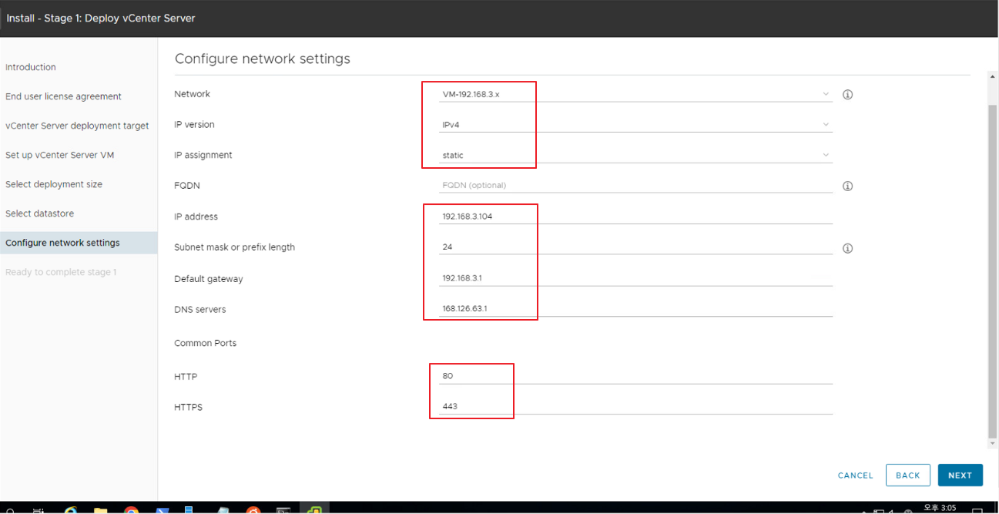 Install - Stage 1: Deploy vCenter Server
Introduction
End user license agreement
vCenter Server deployment target
Set up vCenter Server VM
Select deployment size
Select datastore
Configure network settings
Ready to complete stage 1
Configure network settings
Network VM-192.168.3.x
IP version IPv4
IP assignment static
FQDN FQDN (optional)
IP address 192.168.3.104
Subnet mask or prefix length 24
Default gateway 192.168.3.1
DNS servers 168.126.63.1
Common Ports
HTTP 80
HTTPS 443
CANCEL BACK NEXT
오후 3:05